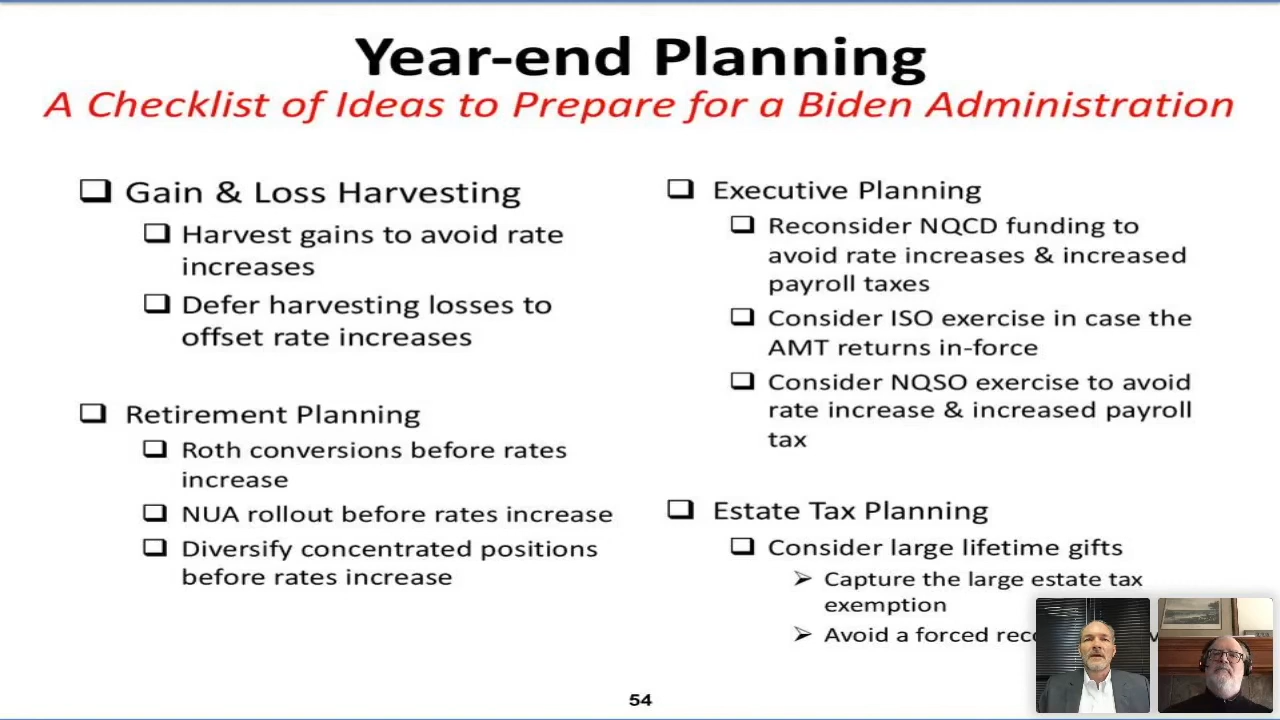 Year-end Planning
A Checklist of Ideas to Prepare for a Biden Administration
Gain & Loss Harvesting
Harvest gains to avoid rate
increases
Defer harvesting losses to
offset rate increases
Retirement Planning
Roth conversions before rates
increase
NUA rollout before rates increase
Diversify concentrated positions
before rates increase
Executive Planning
Reconsider NQCD funding to
avoid rate increases & increased
payroll taxes
Consider ISO exercise in case the
AMT returns in-force
Consider NQSO exercise to avoid
rate increase & increased payroll
tax
Estate Tax Planning
Consider large lifetime gifts
Capture the large estate tax
exemption
Avoid a forced
54